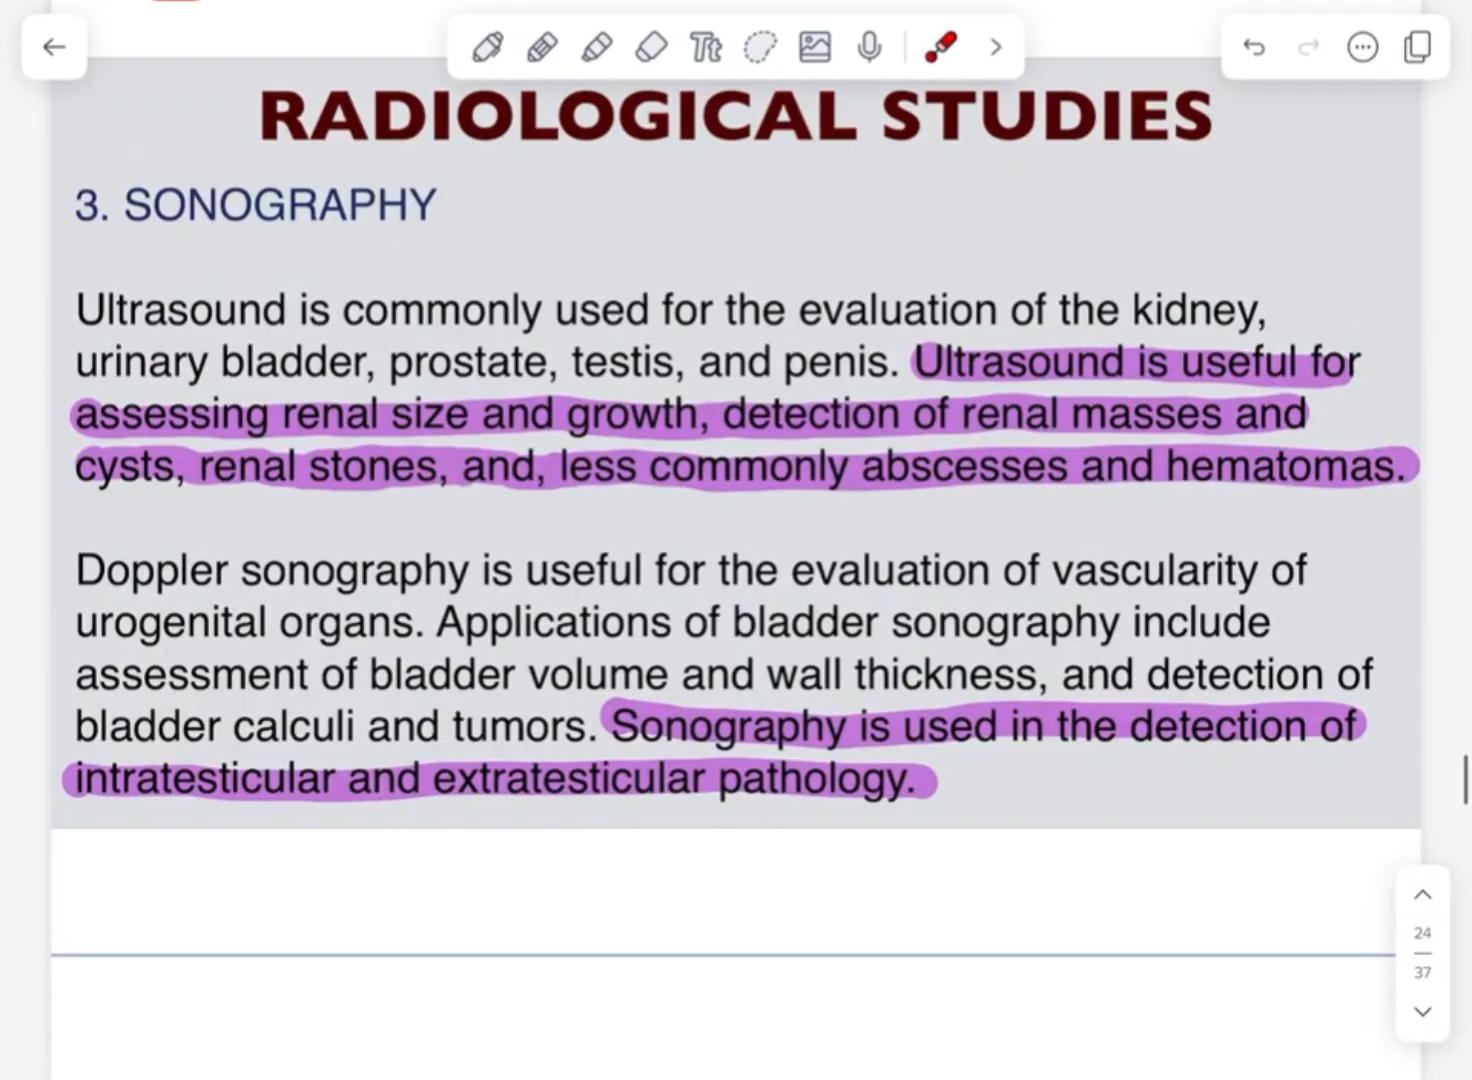 Tt
RADIOLOGICAL STUDIES
3. SONOGRAPHY
Ultrasound is commonly used for the evaluation of the kidney,
urinary bladder, prostate, testis, and penis. Ultrasound is useful for
assessing renal size and growth, detection of renal masses and
cysts, renal stones, and, less commonly abscesses and hematomas.
Doppler sonography is useful for the evaluation of vascularity of
urogenital organs. Applications of bladder sonography include
assessment of bladder volume and wall thickness, and detection of
bladder calculi and tumors. Sonography is used in the detection of
intratesticular and extratesticular pathology.
24
37